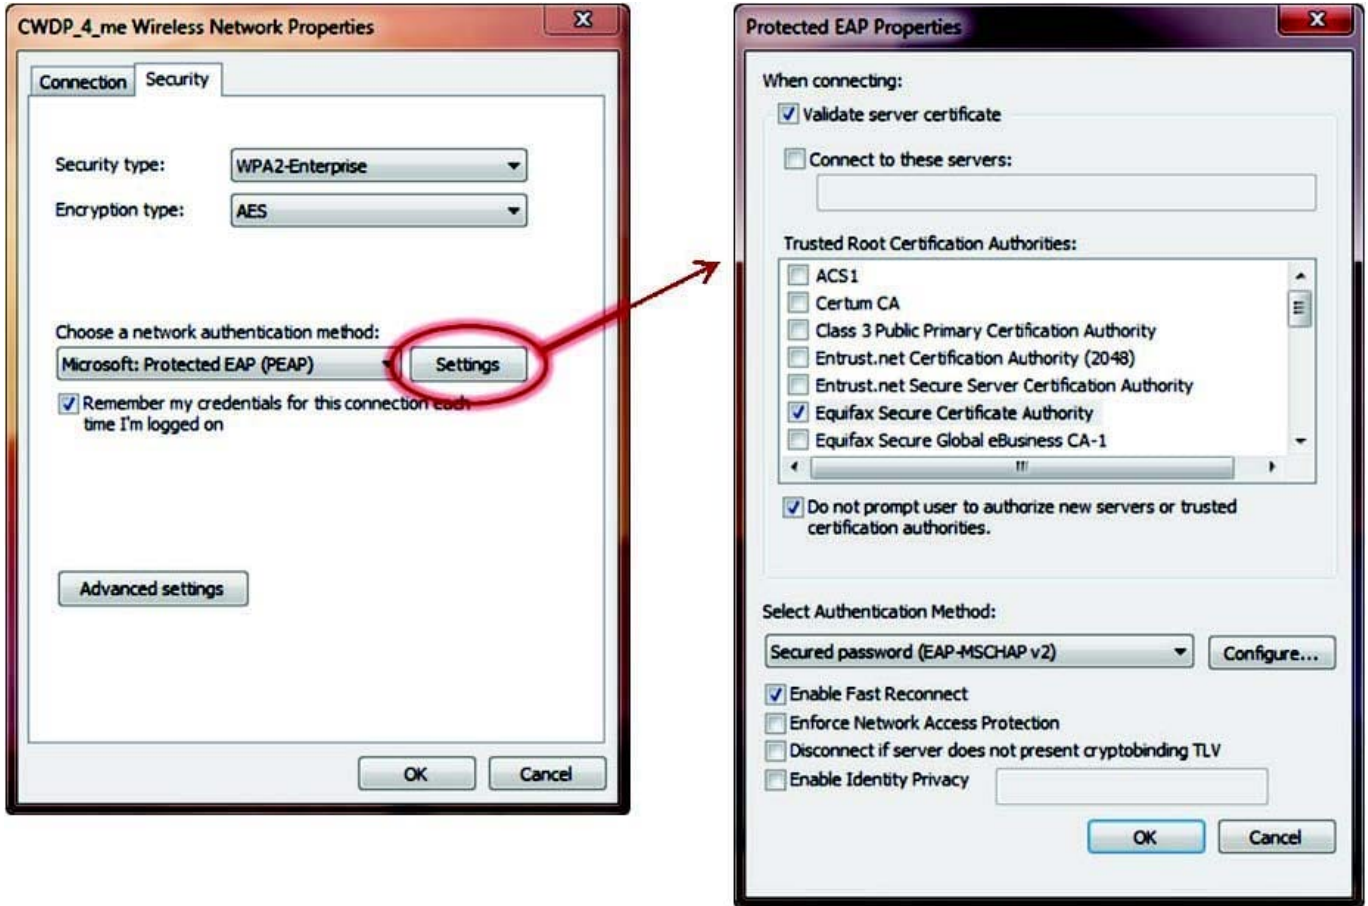 CWDP_4_me Wireless Network Properties
Connection Security
Security type: WPA2-Enterprise
Encryption type: AES
Choose a network authentication method:
Microsoft: Protected EAP (PEAP) Settings
Remember my credentials for this connection each
time I'm logged on
Advanced settings
OK Cancel
Protected EAP Properties
When connecting:
Validate server certificate
Connect to these servers:
Trusted Root Certification Authorities:
ACS1
Certum CA
Class 3 Public Primary Certification Authority
Entrust.net Certification Authority (2048)
Entrust.net Secure Server Certification Authority
Equifax Secure Certificate Authority
Equifax Secure Global eBusiness CA-1
Do not prompt user to authorize new servers or trusted
certification authorities.
Select Authentication Method:
Secured password (EAP-MSCHAP v2) Configure...
Enable Fast Reconnect
Enforce Network Access Protection
Disconnect if server does not present cryptobinding TLV
Enable Identity Privacy
OK Cancel